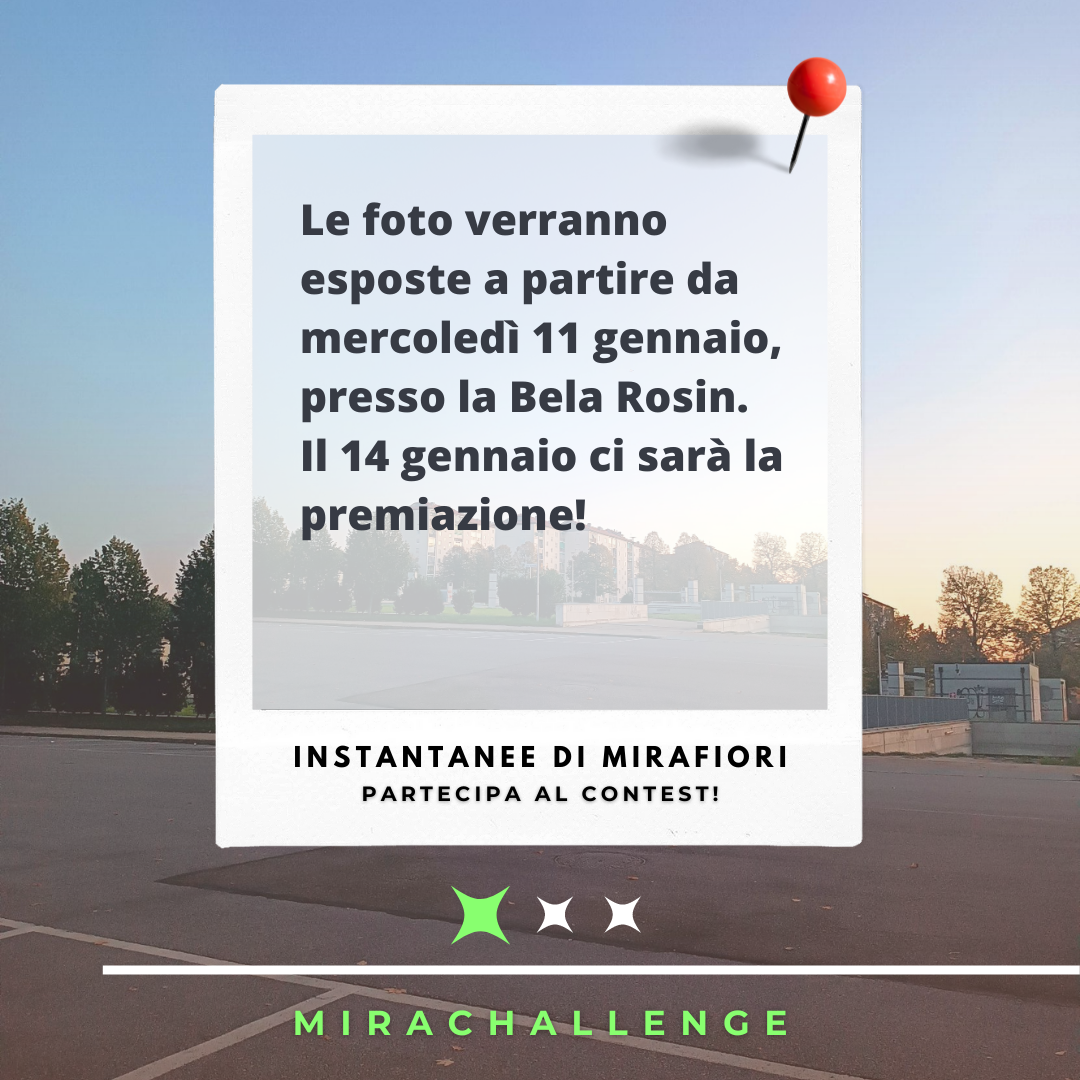 Le foto verranno
esposte a partire da
mercoledì 11 gennaio,
presso la Bela Rosin.
Il 14 gennaio ci sarà la
premiazione!
INSTANTANEE DI MIRAFIORI
PARTECIPA AL CONTEST!
MIRACHALLENGE